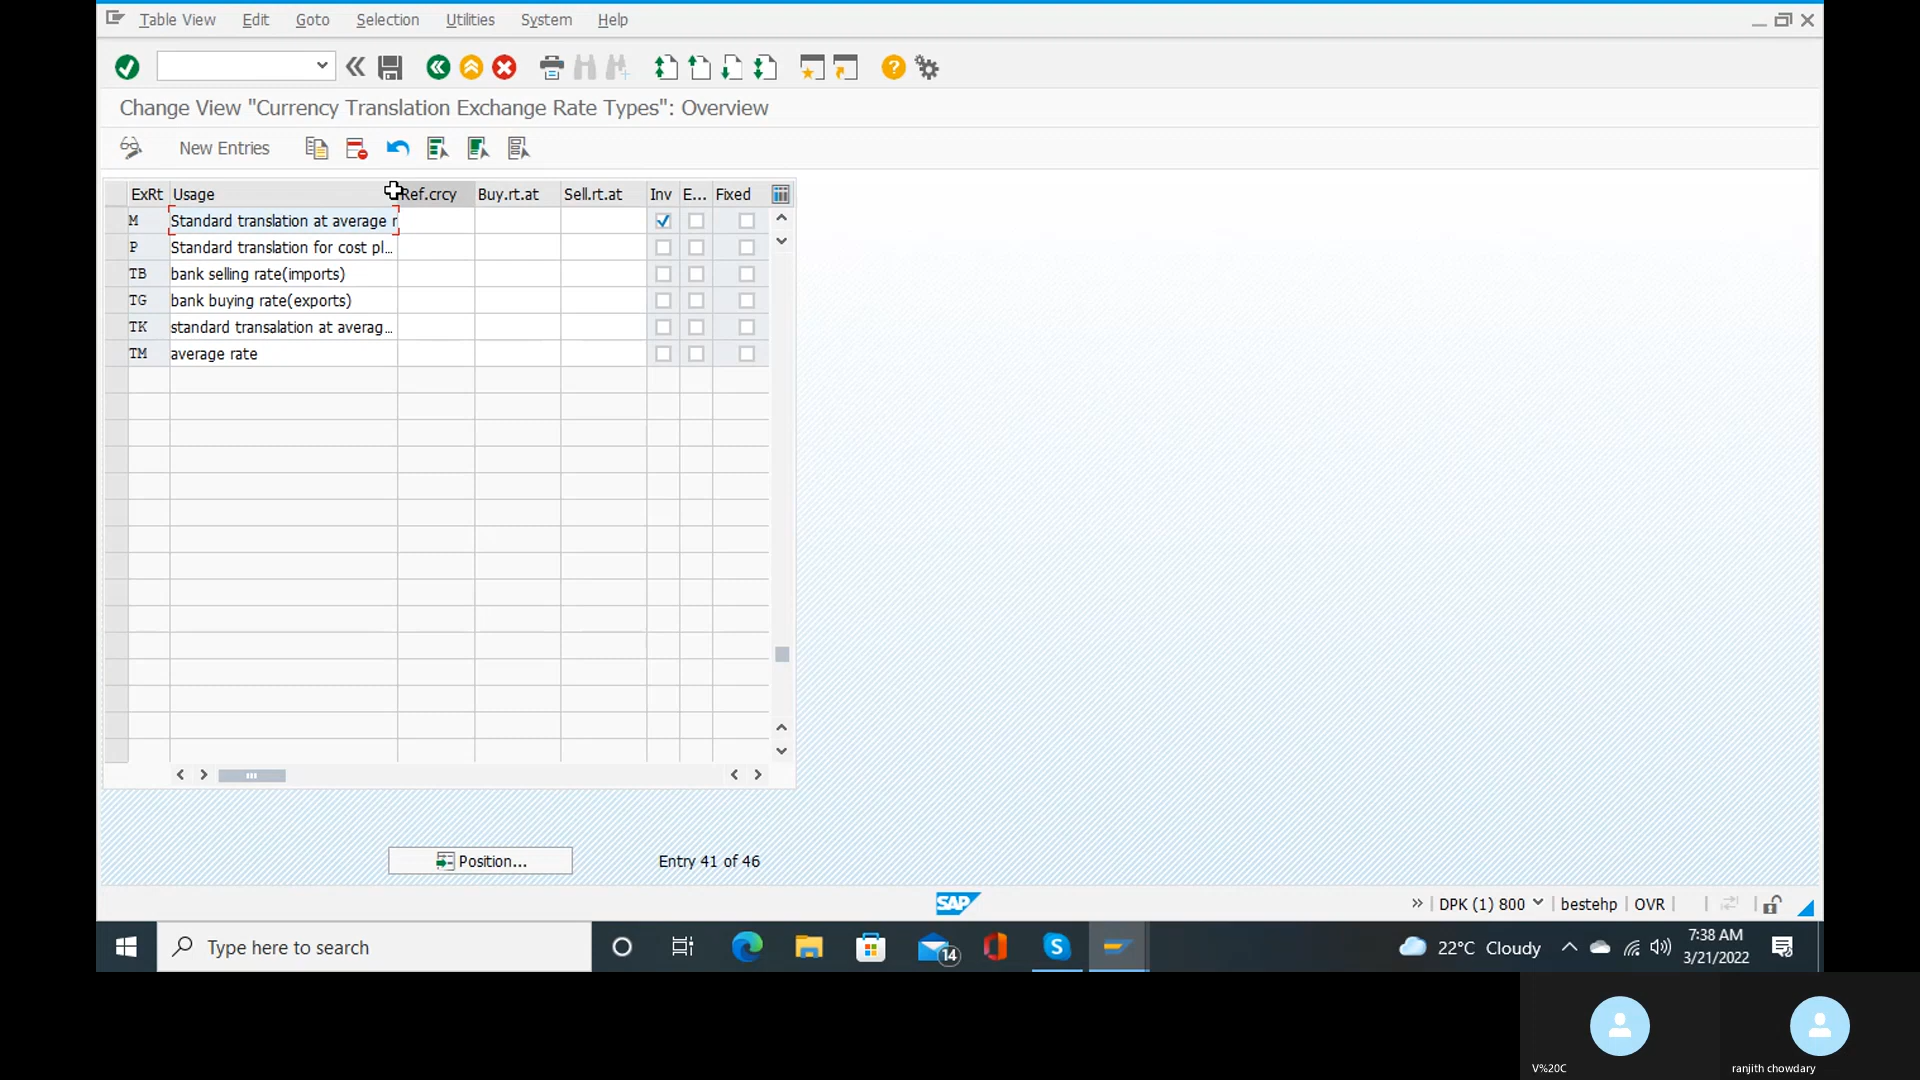 Table View Edit Goto Selection Utilities System Help
Change View "Currency Translation Exchange Rate Types": Overview
New Entries
ExRt Usage Ref.crcy Buy.rt.at Sell.rt.at Inv E... Fixed
M Standard translation at average r
P Standard translation for cost pl...
TB bank selling rate(imports)
TG bank buying rate(exports)
TK standard transalation at averag...
TM average rate
Position... Entry 41 of 46
SAP DPK (1) 800 bestehp OVR
Type here to search 14 22°C Cloudy 7:38 AM
3/21/2022
V%20C ranjith chowdary